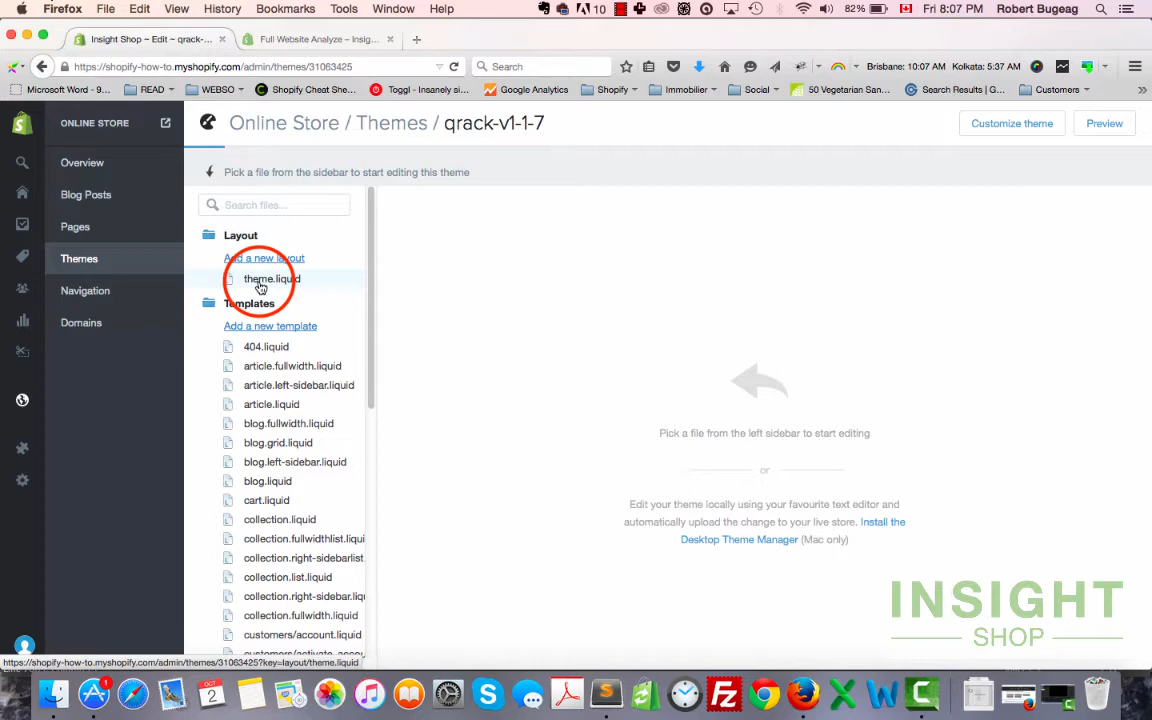 Firefox File Edit View History Bookmarks Tools Window Help 10 82% Fri 8:07 PM Robert Bugeag
Insight Shop ~ Edit ~ qrack-... × Full Website Analyze – Insig... × +
https://shopify-how-to.myshopify.com/admin/themes/31063425 Search Brisbane: 10:07 AM Kolkata: 5:37 AM
Microsoft Word - 9... READ WEBSO Shopify Cheat She... Toggl - Insanely si... Google Analytics Shopify Immobilier Social 50 Vegetarian San... Search Results | G... Customers »
ONLINE STORE
Online Store / Themes / qrack-v1-1-7
Customize theme
Preview
Overview
Blog Posts
Pages
Themes
Navigation
Domains
Pick a file from the sidebar to start editing this theme
Search files...
Layout
Add a new layout
theme.liquid
Templates
Add a new template
404.liquid
article.fullwidth.liquid
article.left-sidebar.liquid
article.liquid
blog.fullwidth.liquid
blog.grid.liquid
blog.left-sidebar.liquid
blog.liquid
cart.liquid
collection.liquid
collection.fullwidthlist.liqui
collection.right-sidebarlist.
collection.list.liquid
collection.right-sidebar.liq
collection.fullwidth.liquid
customers/account.liquid
Pick a file from the left sidebar to start editing
or
Edit your theme locally using your favourite text editor and
automatically upload the change to your live store. Install the
Desktop Theme Manager (Mac only)
INSIGHT
SHOP
https://shopify-how-to.myshopify.com/admin/themes/31063425?key=layout/theme.liquid